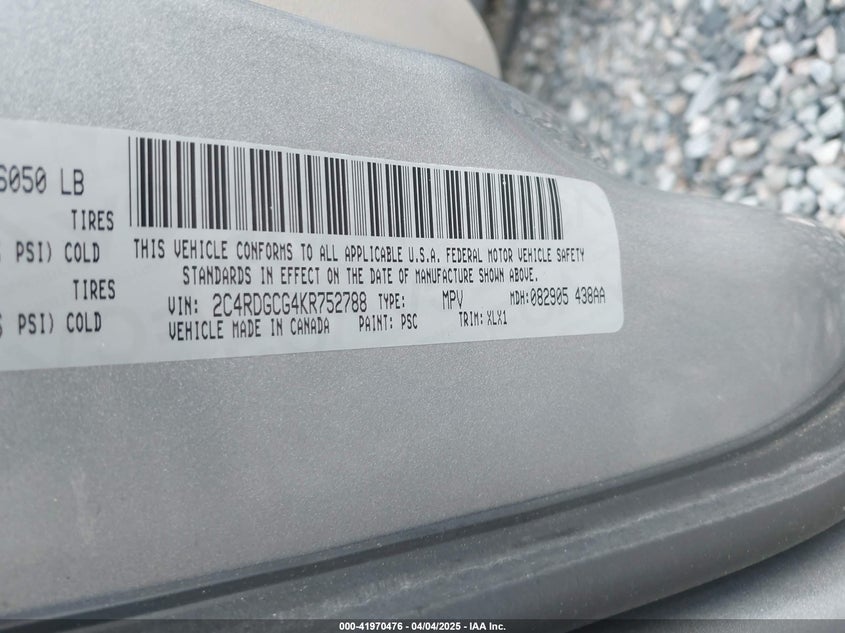 6050 LB
TIRES
PSI) COLD
TIRES
PSI) COLD
THIS VEHICLE CONFORMS TO ALL APPLICABLE U.S.A. FEDERAL MOTOR VEHICLE SAFETY
STANDARDS IN EFFECT ON THE DATE OF MANUFACTURE SHOWN ABOVE.
VIN: 2C4RDGCG4KR752788 TYPE: MPV MDH:082905 438AA
VEHICLE MADE IN CANADA PAINT: PSC TRIM: XLX1
000-41970476 - 04/04/2025 - IAA Inc.